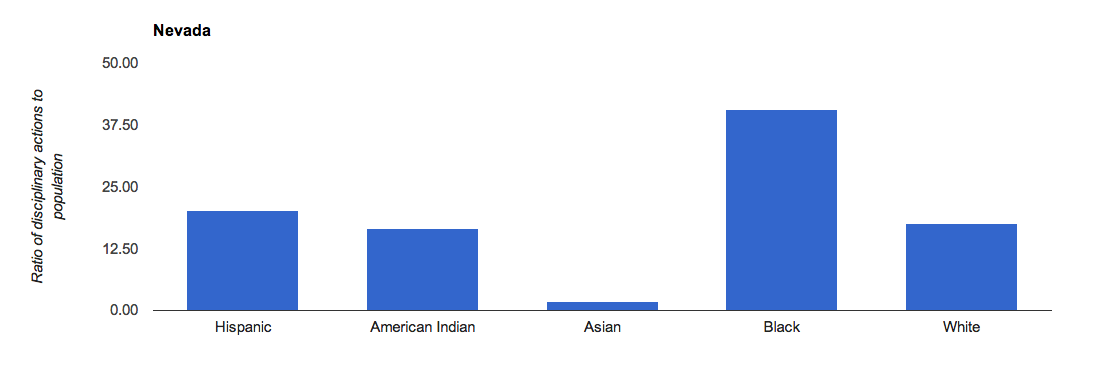 Nevada
50.00
37.50
25.00
12.50
0.00
Ratio of disciplinary actions to
population
Hispanic
American Indian
Asian
Black
White